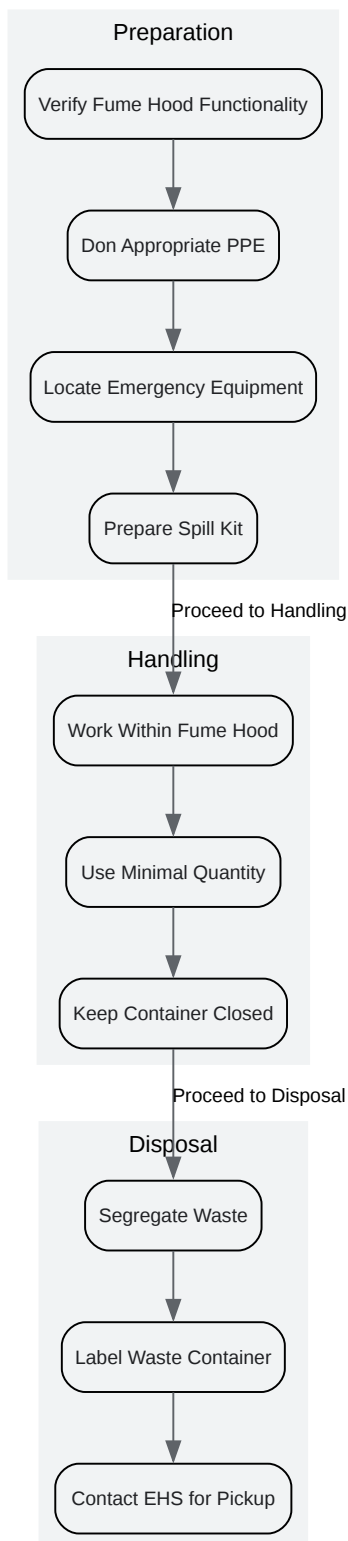 Preparation
Verify Fume Hood Functionality
Don Appropriate PPE
Locate Emergency Equipment
Prepare Spill Kit
Proceed to Handling
Handling
Work Within Fume Hood
Use Minimal Quantity
Keep Container Closed
Proceed to Disposal
Disposal
Segregate Waste
Label Waste Container
Contact EHS for Pickup